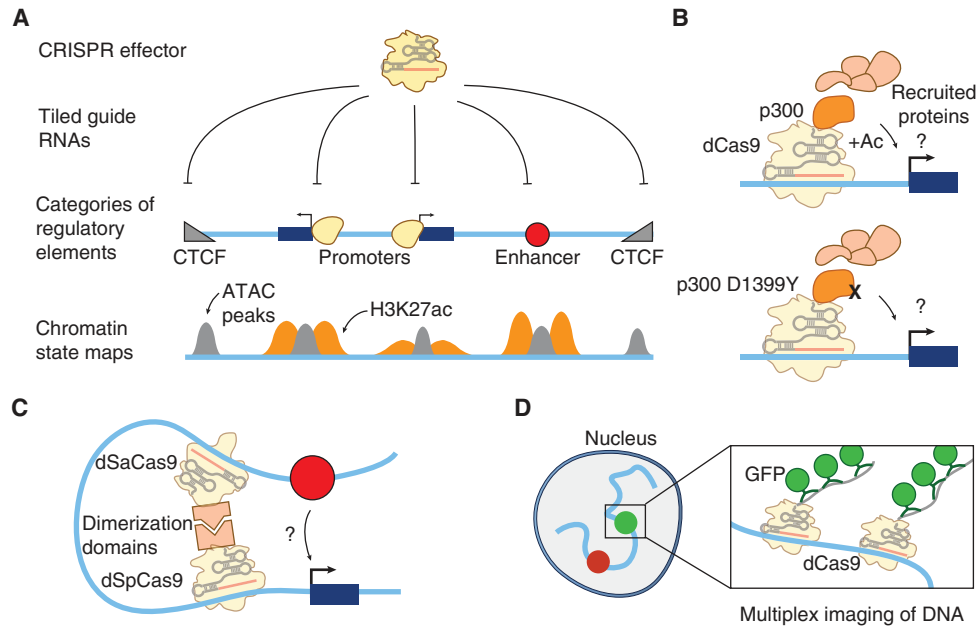 A
CRISPR effector
Tiled guide
RNAs
Categories of
regulatory
elements
CTCF
Promoters
Enhancer
CTCF
Chromatin
state maps
ATAC
peaks
H3K27ac
B
p300
Recruited
proteins
dCas9
+Ac
?
p300 D1399Y
X
?
C
dSaCas9
Dimerization
domains
?
dSpCas9
D
Nucleus
GFP
dCas9
Multiplex imaging of DNA